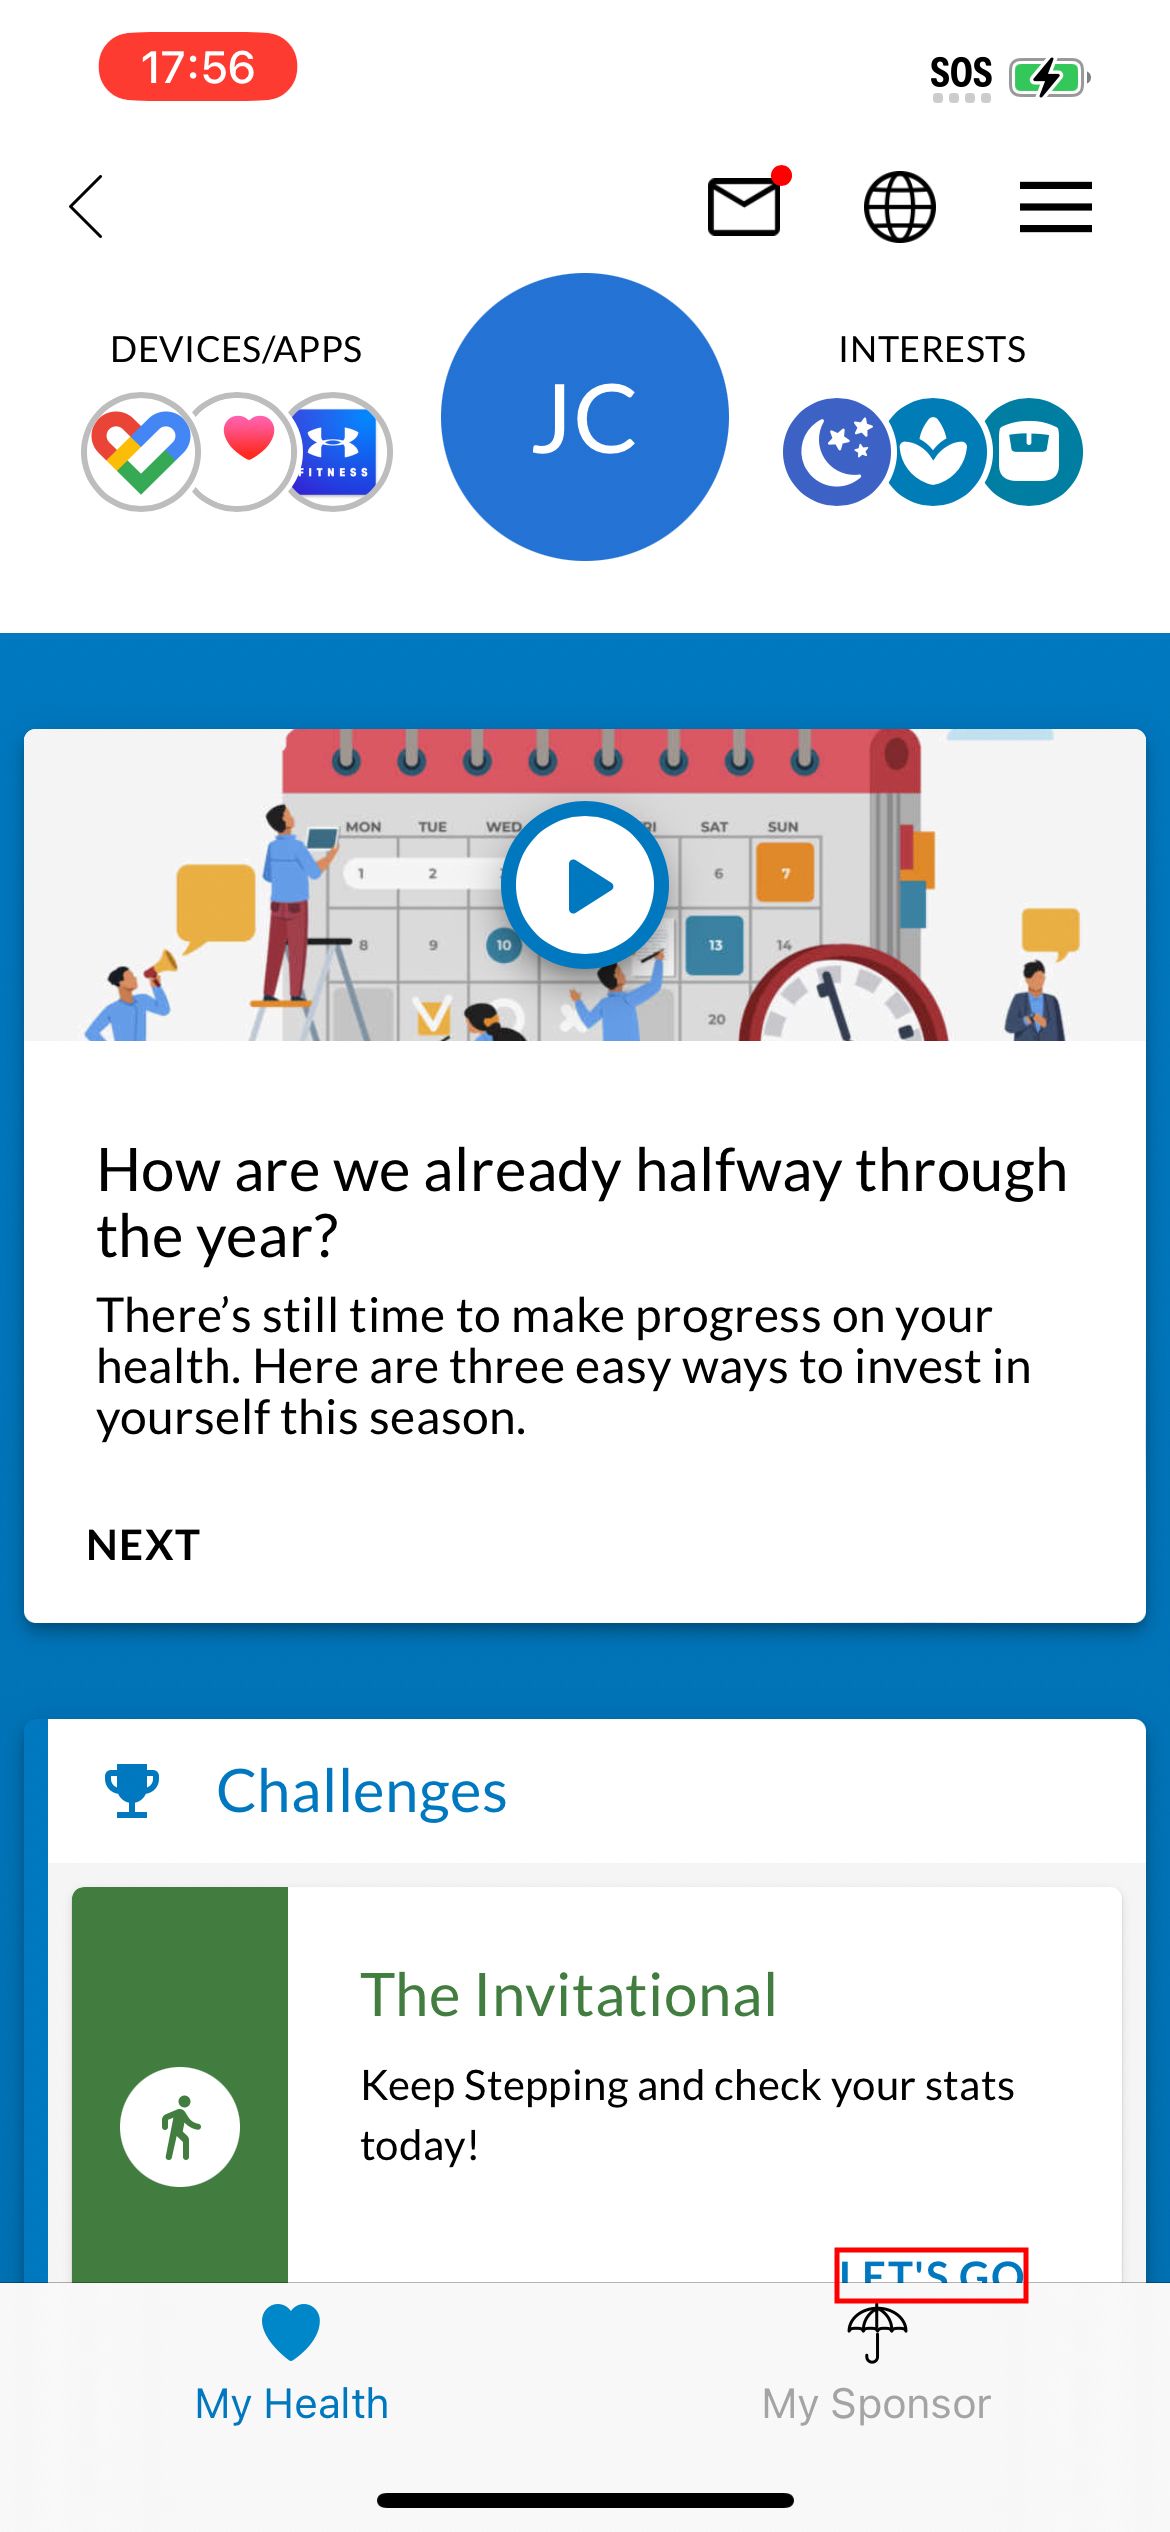 17:56
SOS
DEVICES/APPS
JC
INTERESTS
FITNESS
MON TUE WED RI SAT SUN
1 2 6 7
8 9 10 13 14
20
How are we already halfway through
the year?
There’s still time to make progress on your
health. Here are three easy ways to invest in
yourself this season.
NEXT
Challenges
The Invitational
Keep Stepping and check your stats
today!
LET'S GO
My Health
My Sponsor